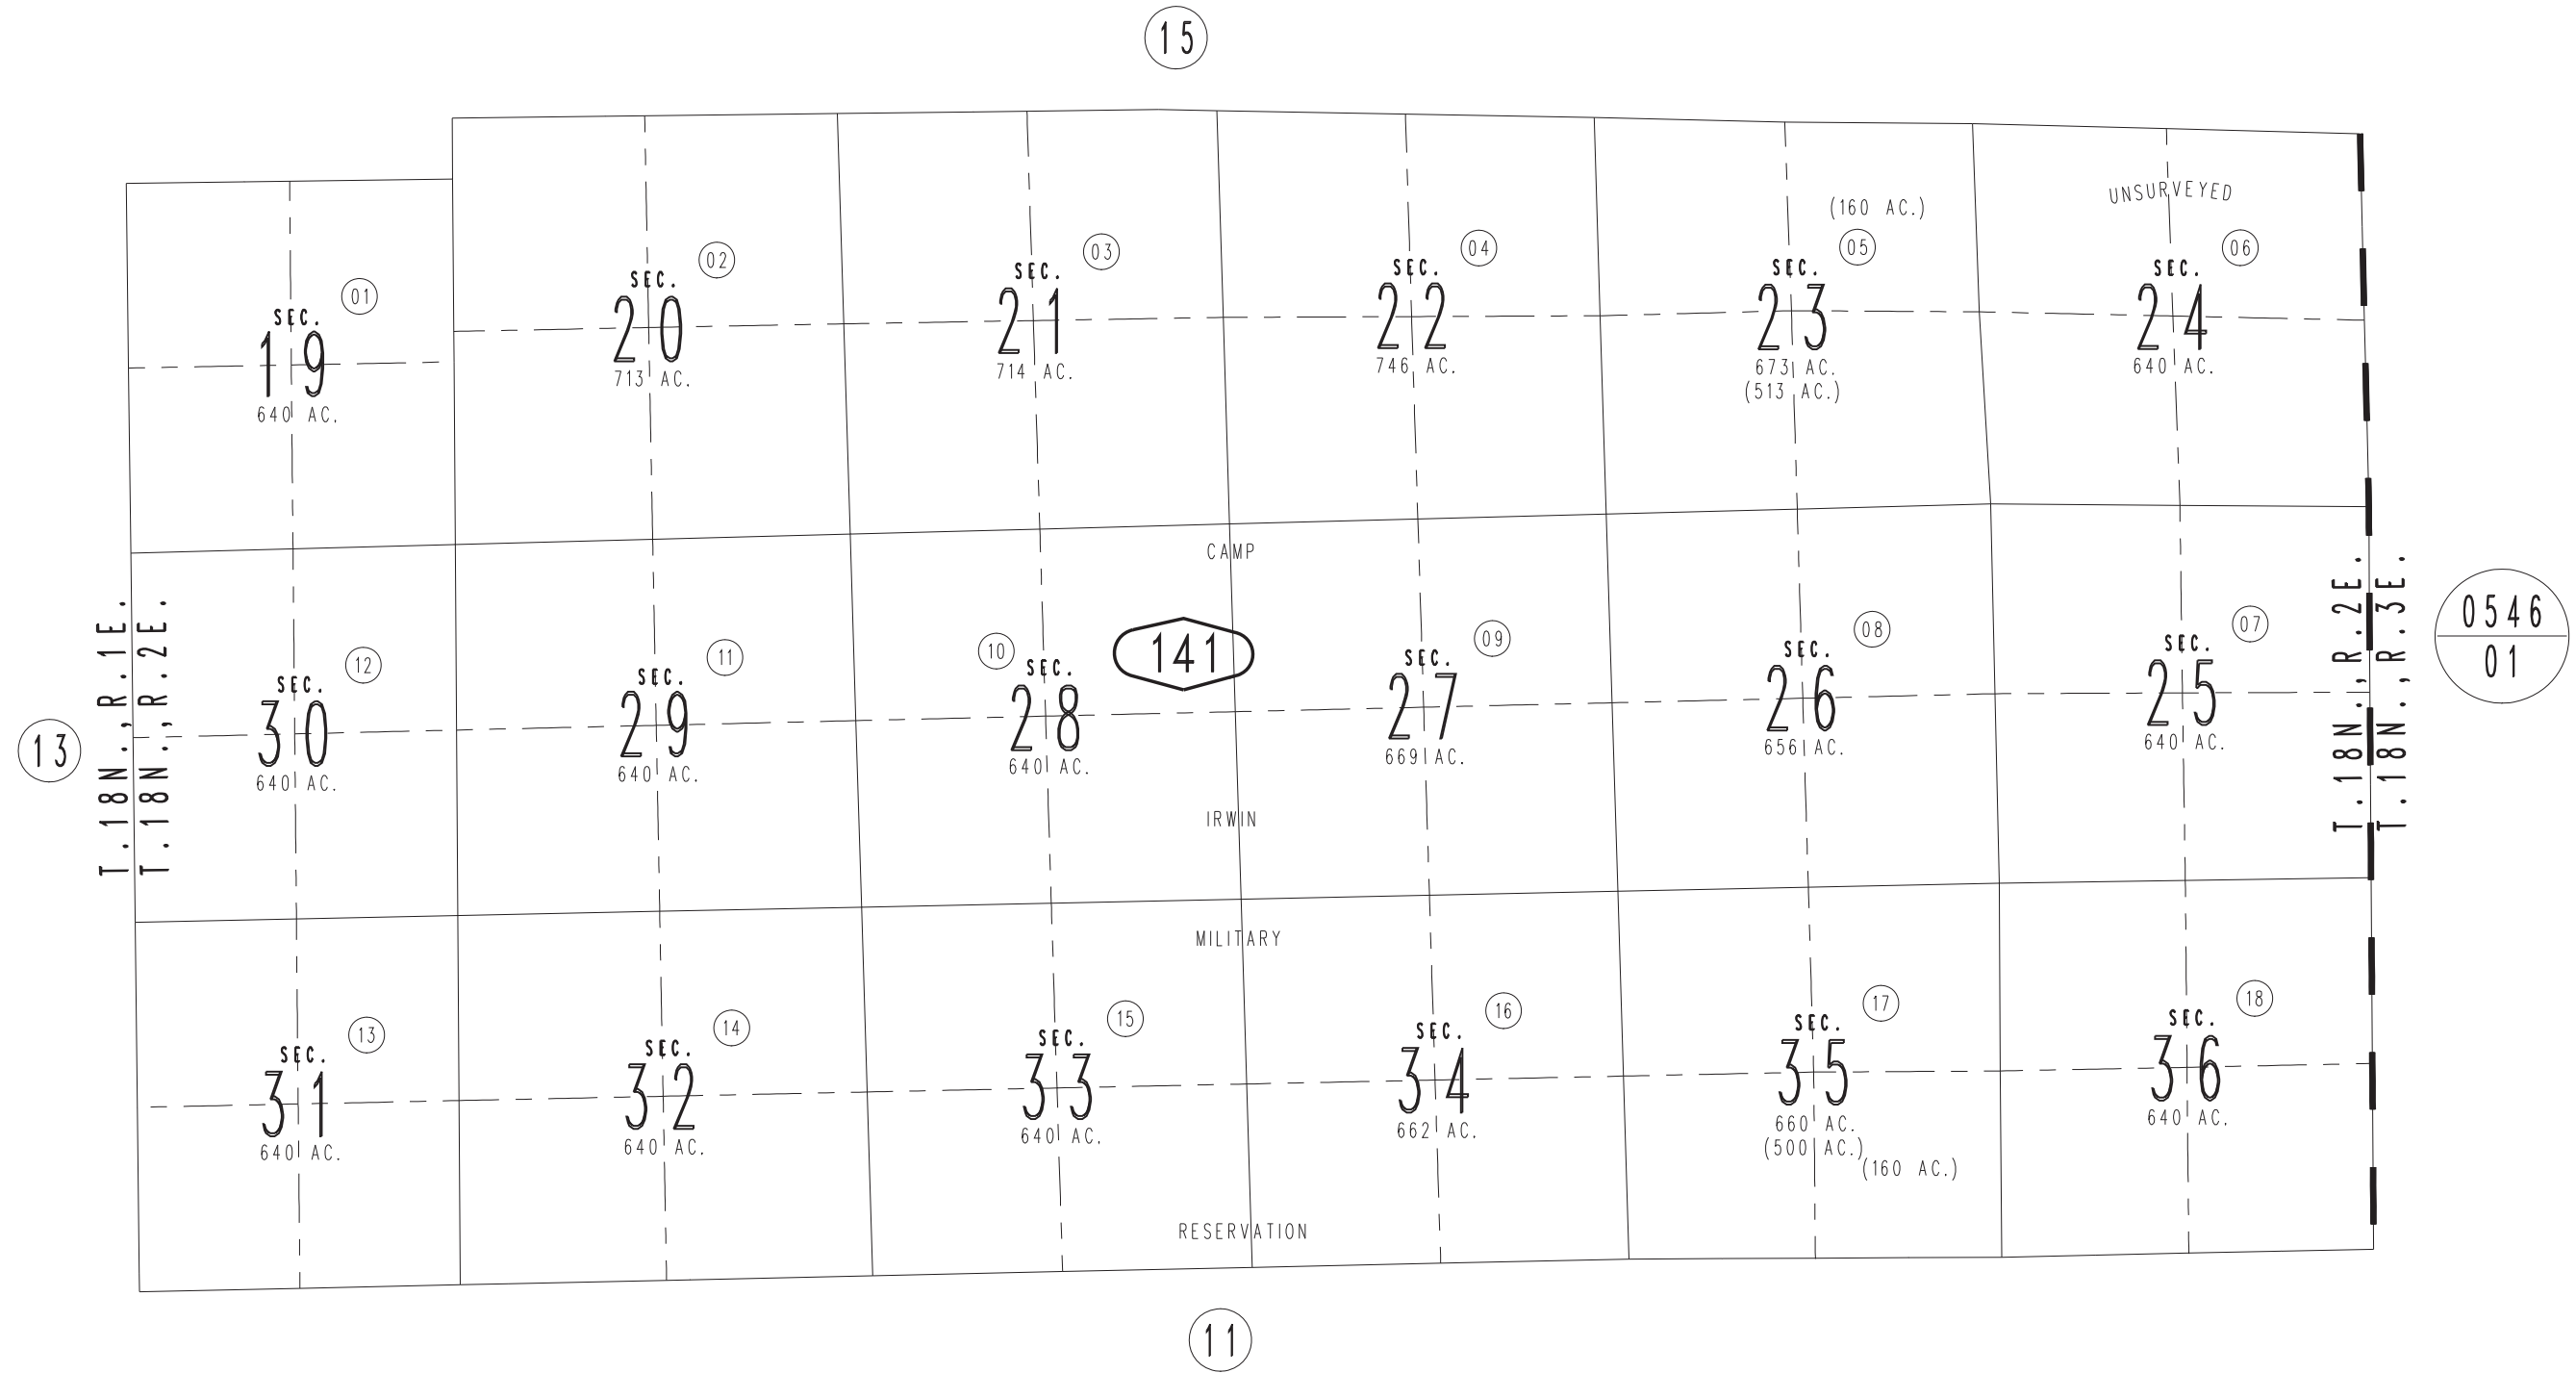 15
UNSURVEYED
(160 AC.)
01
SEC.
19
640 AC.
02
SEC.
20
713 AC.
03
SEC.
21
714 AC.
04
SEC.
22
746 AC.
05
SEC.
23
673 AC.
(513 AC.)
06
SEC.
24
640 AC.
CAMP
T.18N.,R.1E.
T.18N.,R.2E.
13
12
SEC.
30
640 AC.
11
SEC.
29
640 AC.
10
SEC.
28
640 AC.
141
09
SEC.
27
669 AC.
08
SEC.
26
656 AC.
07
SEC.
25
640 AC.
T.18N.,R.2E.
T.18N.,R.3E.
0546
01
IRWIN
MILITARY
13
SEC.
31
640 AC.
14
SEC.
32
640 AC.
15
SEC.
33
640 AC.
16
SEC.
34
662 AC.
17
SEC.
35
660 AC.
(500 AC.)
(160 AC.)
18
SEC.
36
640 AC.
RESERVATION
11